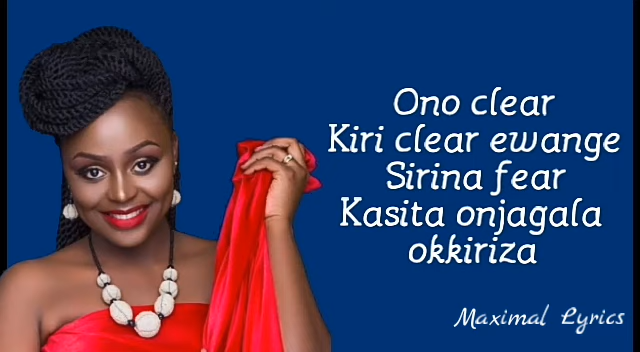 Ono clear
Kiri clear ewange
Sirina fear
Kasita onjagala
okkiriza
Maximal Lyrics